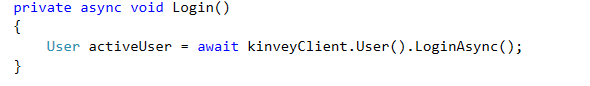 private async void Login()
{
    User activeUser = await kinveyClient.User().LoginAsync();
}